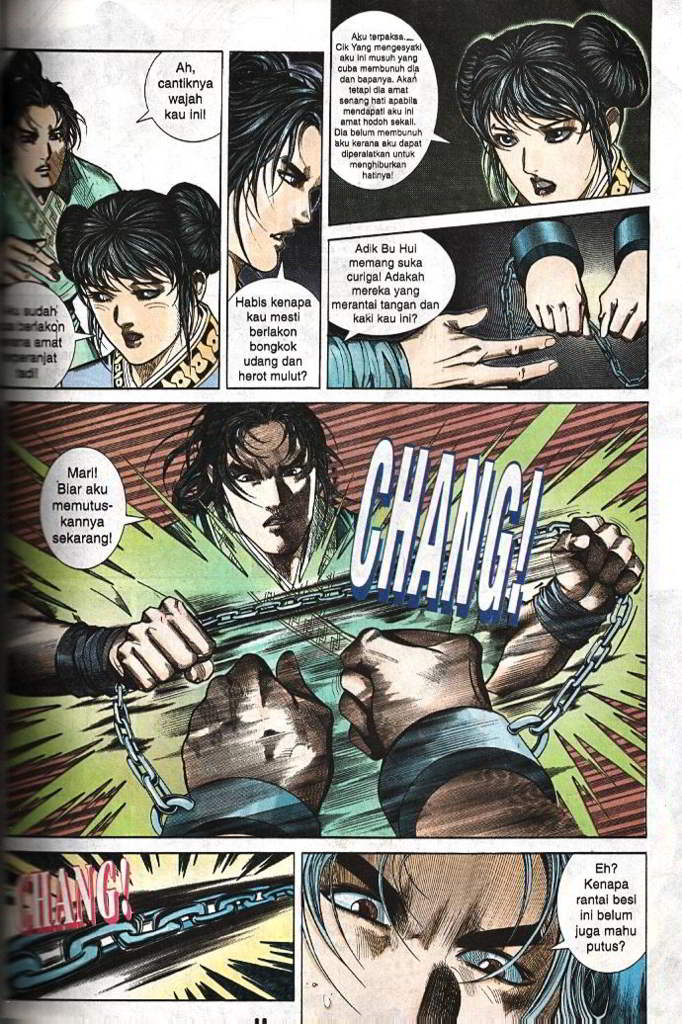 Ah,
cantiknya
wajah
kau ini!
sudah
berlakon
kerana amat
Habis kenapa
kau mesti
berlakon
bongkok
udang dan
herot mulut?
Aku terpaksa.
Cik Yang mengesyaki
aku ini musuh yang
cuba membunuh dia
dan bapanya. Akan
tetapi dia amat
senang hati apabila
mendapati aku ini
amat hodoh sekali.
Dia belum membunuh
aku kerana aku dapat
diperalatkan untuk
menghiburkan
hatinya!
Adik Bu Hui
memang suka
curiga! Adakah
mereka yang
merantai tangan dan
kaki kau ini?
Mari!
Biar aku
memutus-
kannya
sekarang!
CHANG!
CHANG!
Eh?
Kenapa
rantai besi
ini belum
juga mahu
putus?